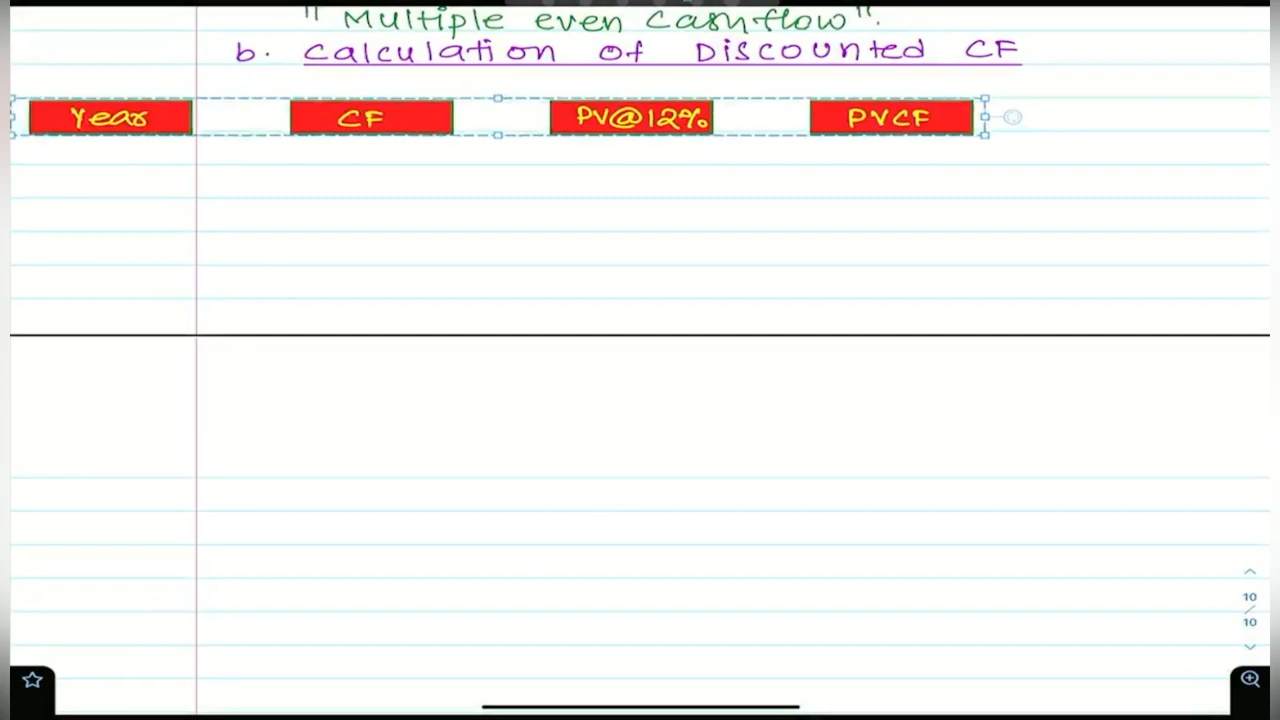 " Multiple even Cashflow".
b. Calculation of Discounted CF
Year CF PV@12% PVCF
10
10